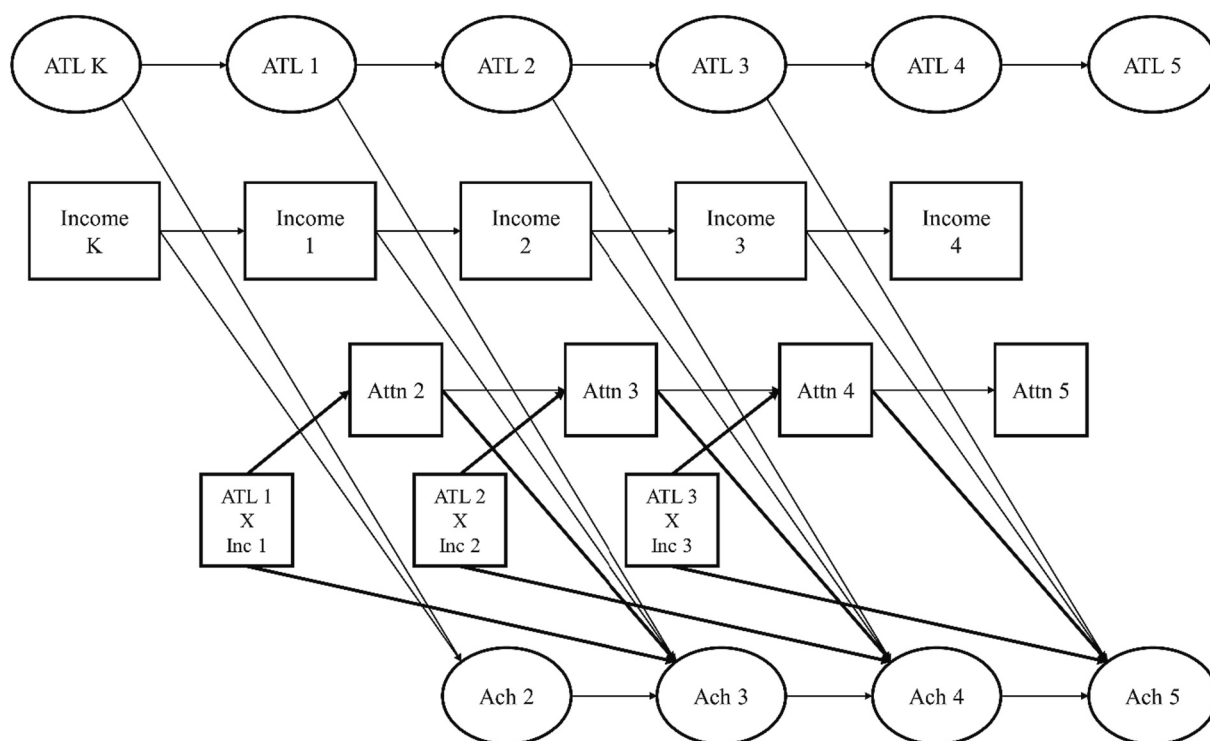 ATL K
ATL 1
ATL 2
ATL 3
ATL 4
ATL 5
Income
K
Income
1
Income
2
Income
3
Income
4
Attn 2
Attn 3
Attn 4
Attn 5
ATL 1
X
Inc 1
ATL 2
X
Inc 2
ATL 3
X
Inc 3
Ach 2
Ach 3
Ach 4
Ach 5